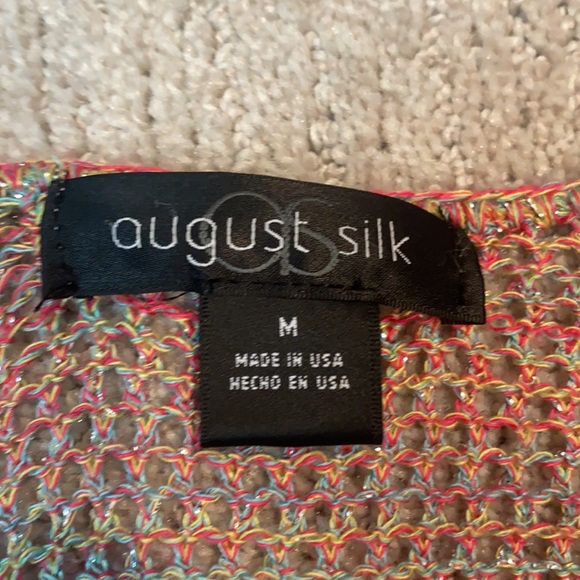 august silk
M
MADE IN USA
HECHO EN USA